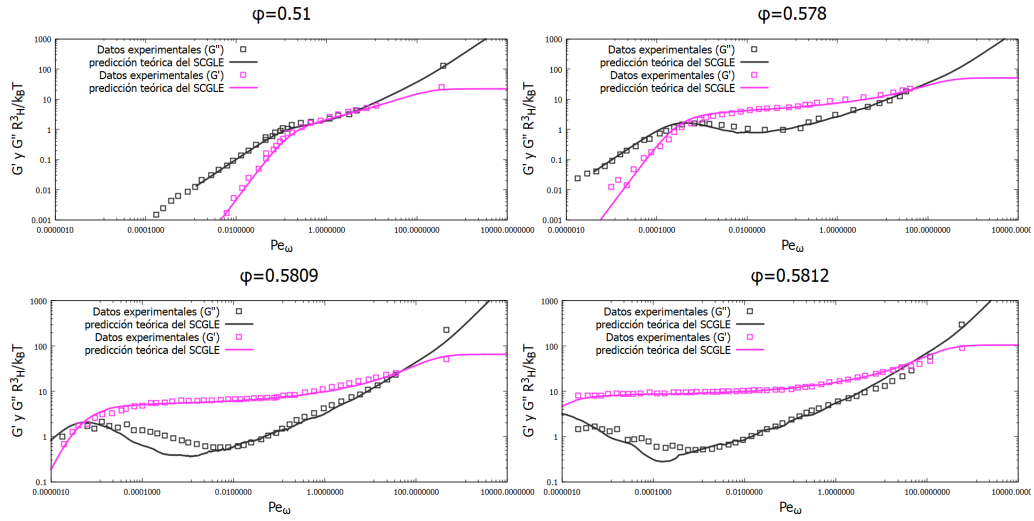 φ=0.51
1000
100
10
1
0.1
0.01
0.001
G' y G'' R³H/kBT
Datos experimentales (G'')
predicción teórica del SCGLE
Datos experimentales (G')
predicción teórica del SCGLE
0.0000010 0.0001000 0.0100000 1.0000000 100.0000000 10000.0000000
Peω
φ=0.578
1000
100
10
1
0.1
0.01
0.001
G' y G'' R³H/kBT
Datos experimentales (G'')
predicción teórica del SCGLE
Datos experimentales (G')
predicción teórica del SCGLE
0.0000010 0.0001000 0.0100000 1.0000000 100.0000000 10000.0000000
Peω
φ=0.5809
1000
100
10
1
0.1
G' y G'' R³H/kBT
Datos experimentales (G'')
predicción teórica del SCGLE
Datos experimentales (G')
predicción teórica del SCGLE
0.0000010 0.0001000 0.0100000 1.0000000 100.0000000 10000.0000000
Peω
φ=0.5812
1000
100
10
1
0.1
G' y G'' R³H/kBT
Datos experimentales (G'')
predicción teórica del SCGLE
Datos experimentales (G')
predicción teórica del SCGLE
0.0000010 0.0001000 0.0100000 1.0000000 100.0000000 10000.0000000
Peω